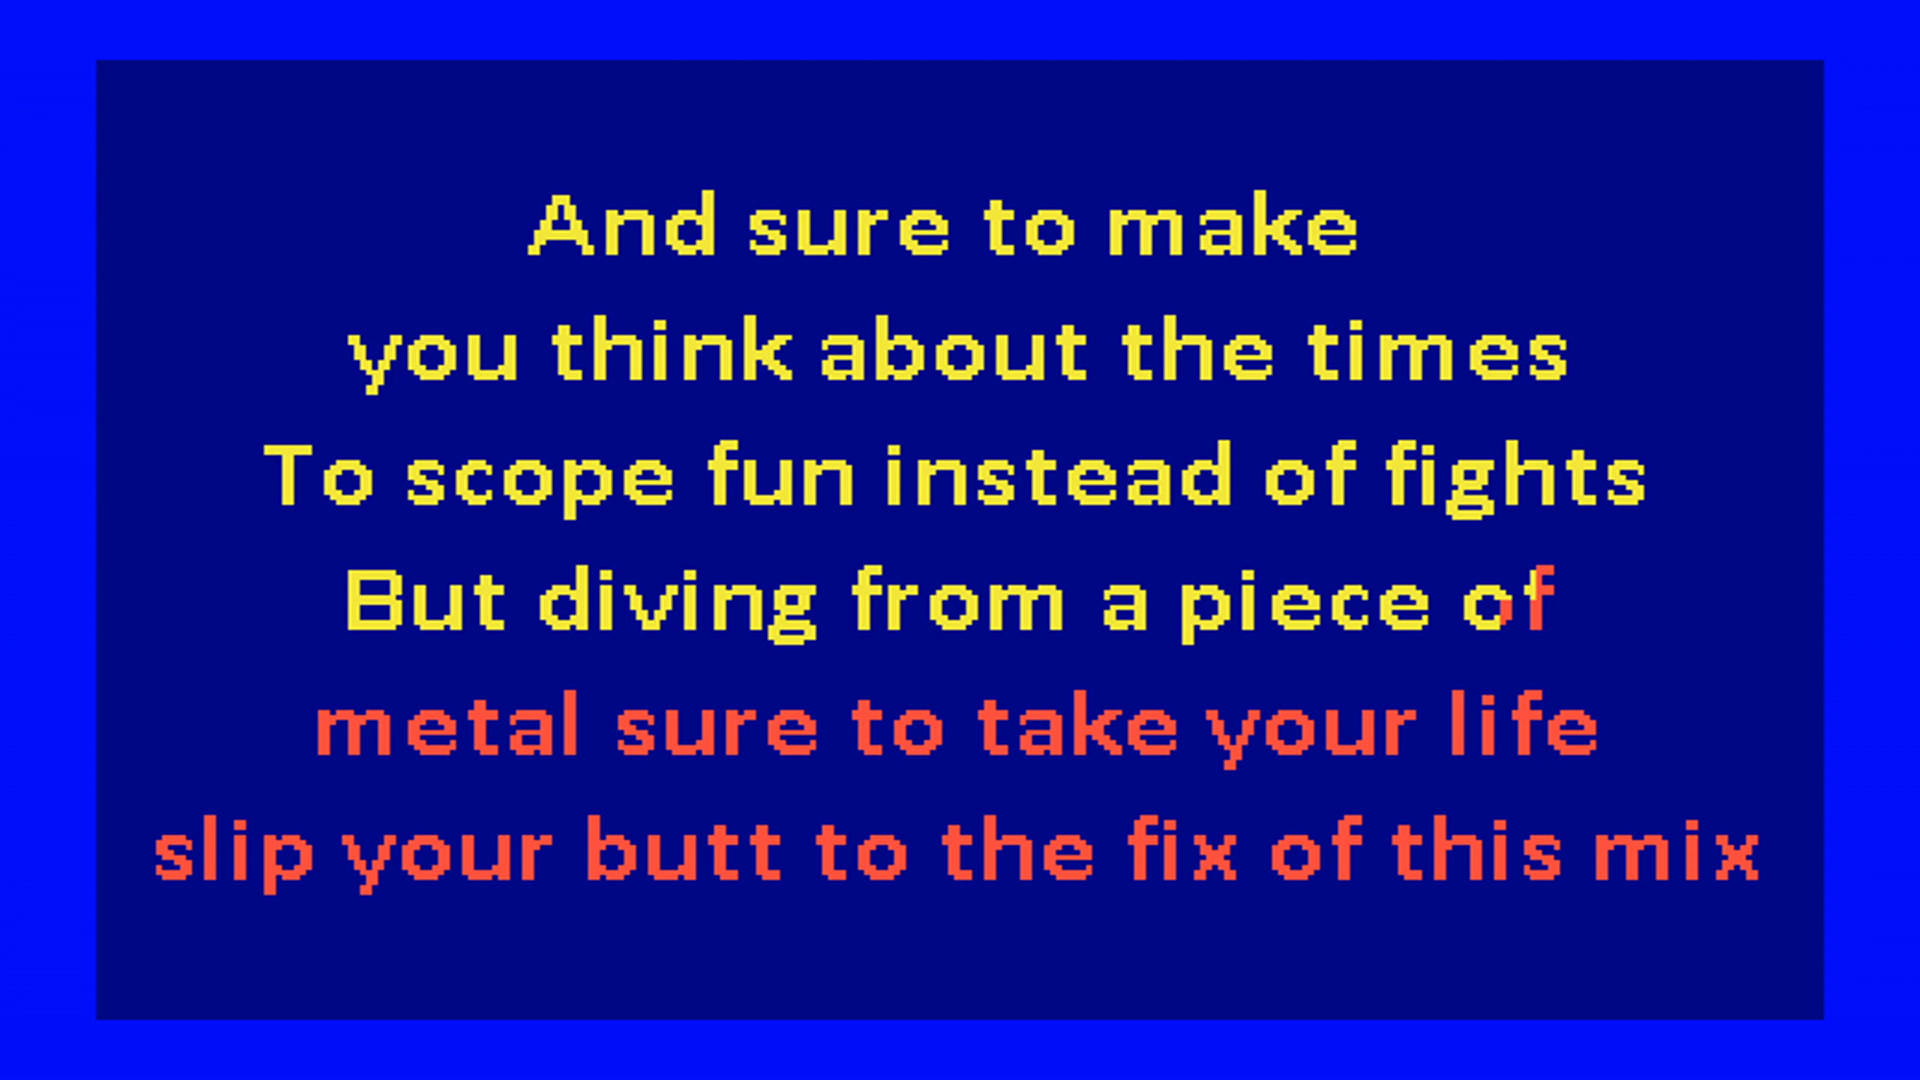 And sure to make
you think about the times
To scope fun instead of fights
But diving from a piece of
metal sure to take your life
slip your butt to the fix of this mix